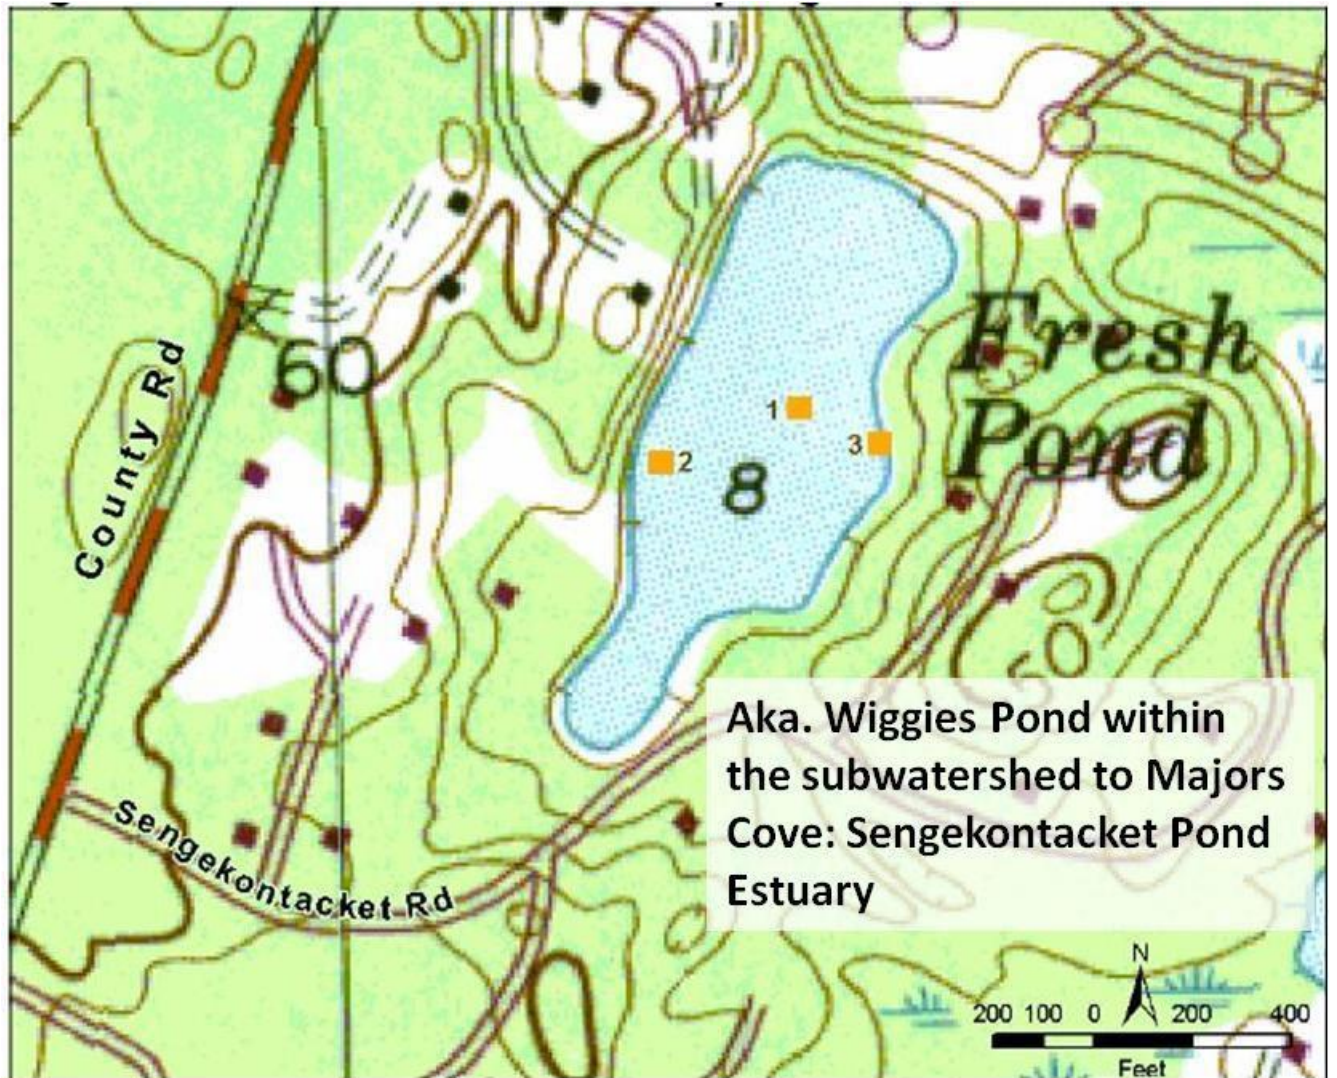 60
County Rd
Fresh
Pond
1
2
3
8
60
Aka. Wiggies Pond within
the subwatershed to Majors
Cove: Sengekontacket Pond
Estuary
Sengekontacket Rd
N
200 100 0 200 400
Feet